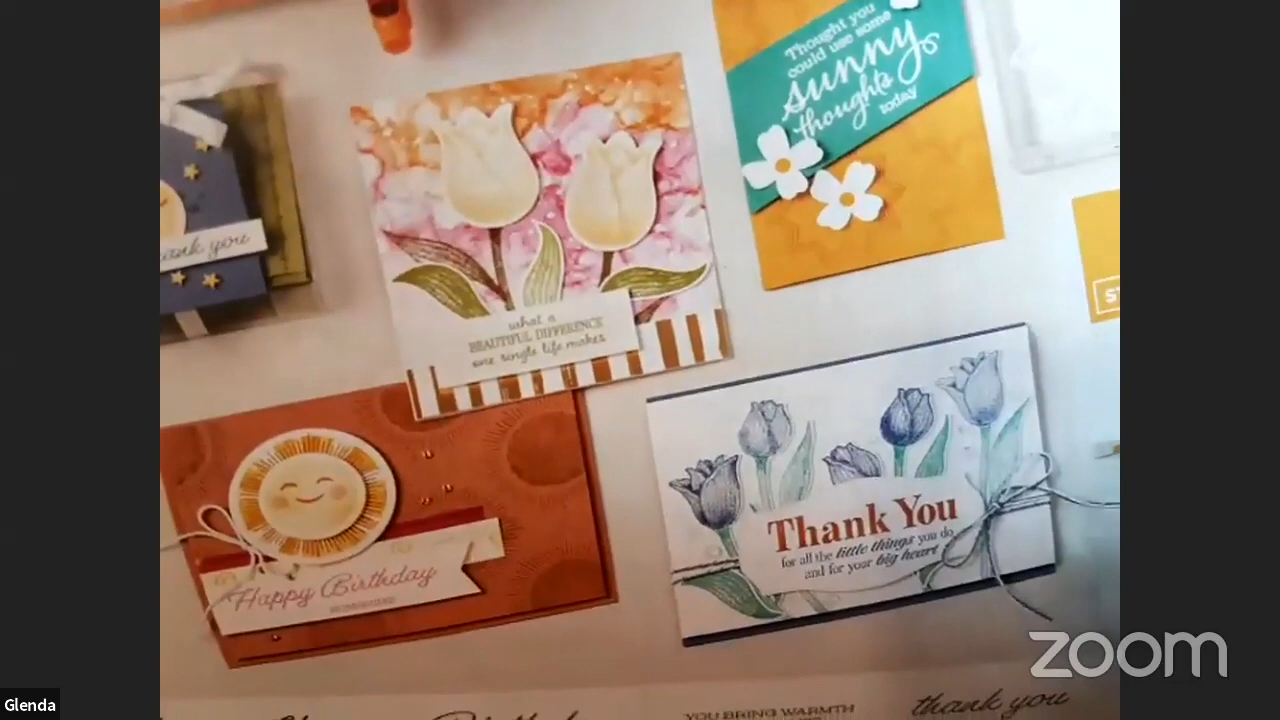 Thought you
could use some
sunny
thoughts
today
thank you
what a
BEAUTIFUL DIFFERENCE
one single life makes
Thank You
for all the little things you do
and for your big heart
Happy Birthday
YOU BRING WARMTH
thank you
zoom
Glenda